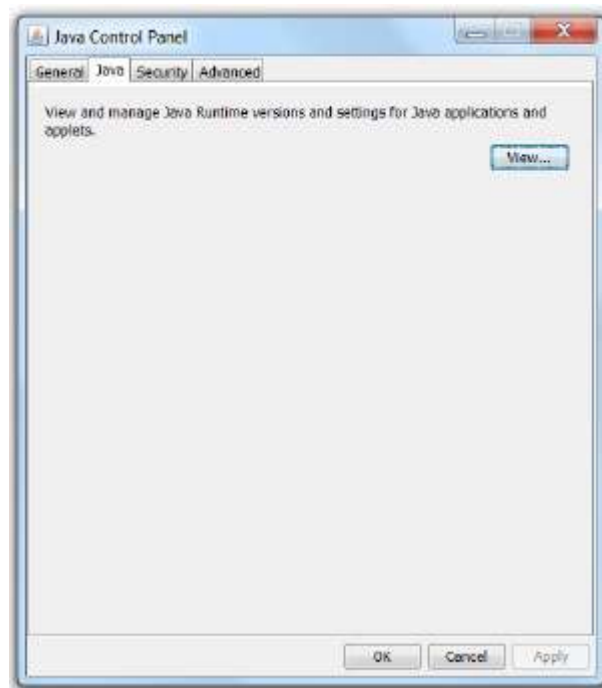 Java Control Panel
General Java Security Advanced
View and manage Java Runtime versions and settings for Java applications and
applets.
View...
OK Cancel Apply